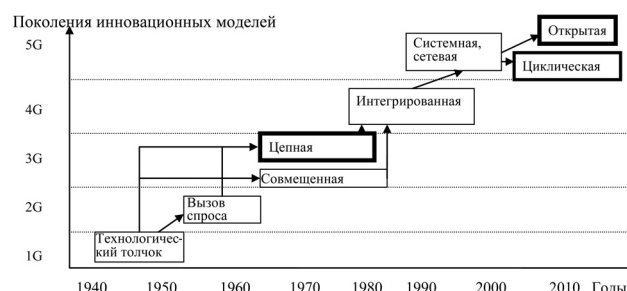 Поколения инновационных моделей
5G
Открытая
Системная,
сетевая
Циклическая
4G
Интегрированная
3G
Цепная
Совмещенная
2G
Вызов
спроса
1G
Технологичес-
кий толчок
1940 1950 1960 1970 1980 1990 2000 2010 Годы